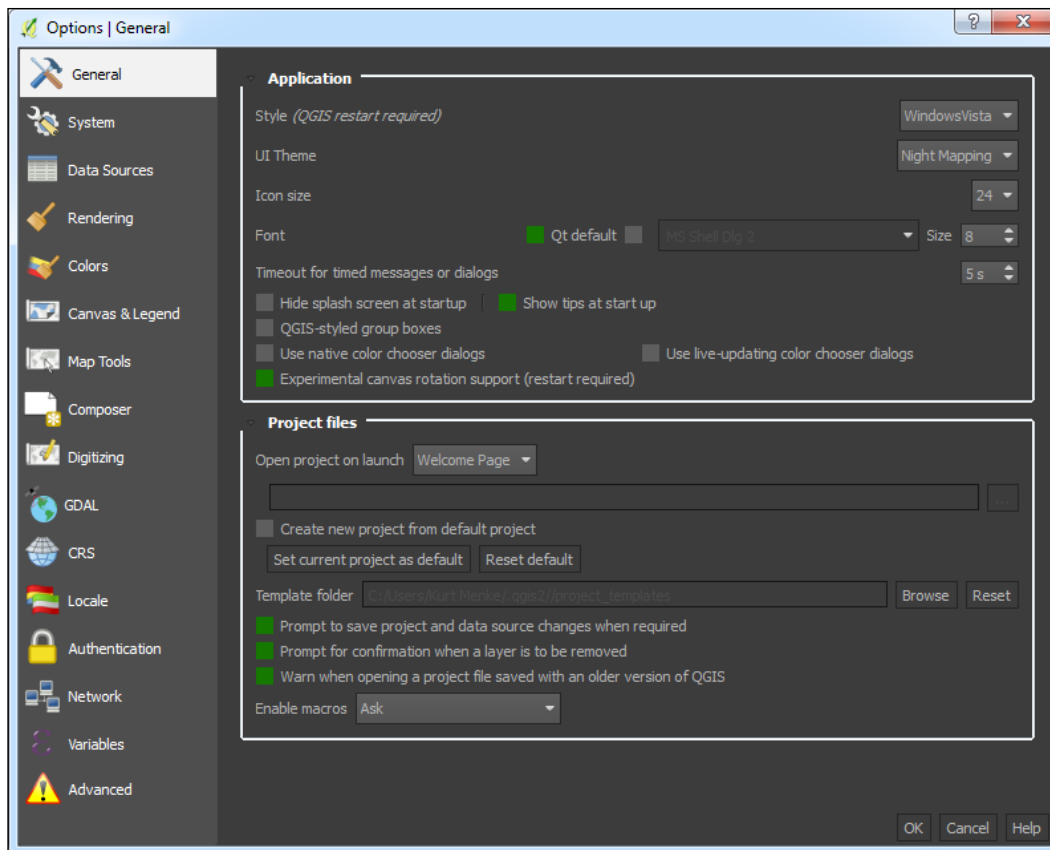 Options | General
General
System
Data Sources
Rendering
Colors
Canvas & Legend
Map Tools
Composer
Digitizing
GDAL
CRS
Locale
Authentication
Network
Variables
Advanced
Application
Style (QGIS restart required) WindowsVista
UI Theme Night Mapping
Icon size 24
Font Qt default MS Shell Dlg 2 Size 8
Timeout for timed messages or dialogs 5 s
Hide splash screen at startup Show tips at start up
QGIS-styled group boxes
Use native color chooser dialogs Use live-updating color chooser dialogs
Experimental canvas rotation support (restart required)
Project files
Open project on launch Welcome Page
...
Create new project from default project
Set current project as default Reset default
Template folder C:/Users/Kurt Menke/.qgis2//project_templates Browse Reset
Prompt to save project and data source changes when required
Prompt for confirmation when a layer is to be removed
Warn when opening a project file saved with an older version of QGIS
Enable macros Ask
OK Cancel Help